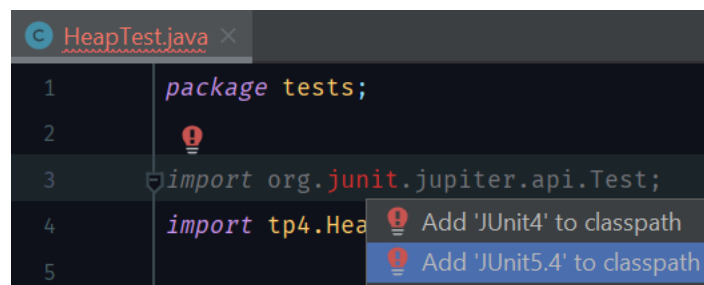 C HeapTest.java ×
1 package tests;
2
3 import org.junit.jupiter.api.Test;
4 import tp4.Hea
Add 'JUnit4' to classpath
5
Add 'JUnit5.4' to classpath